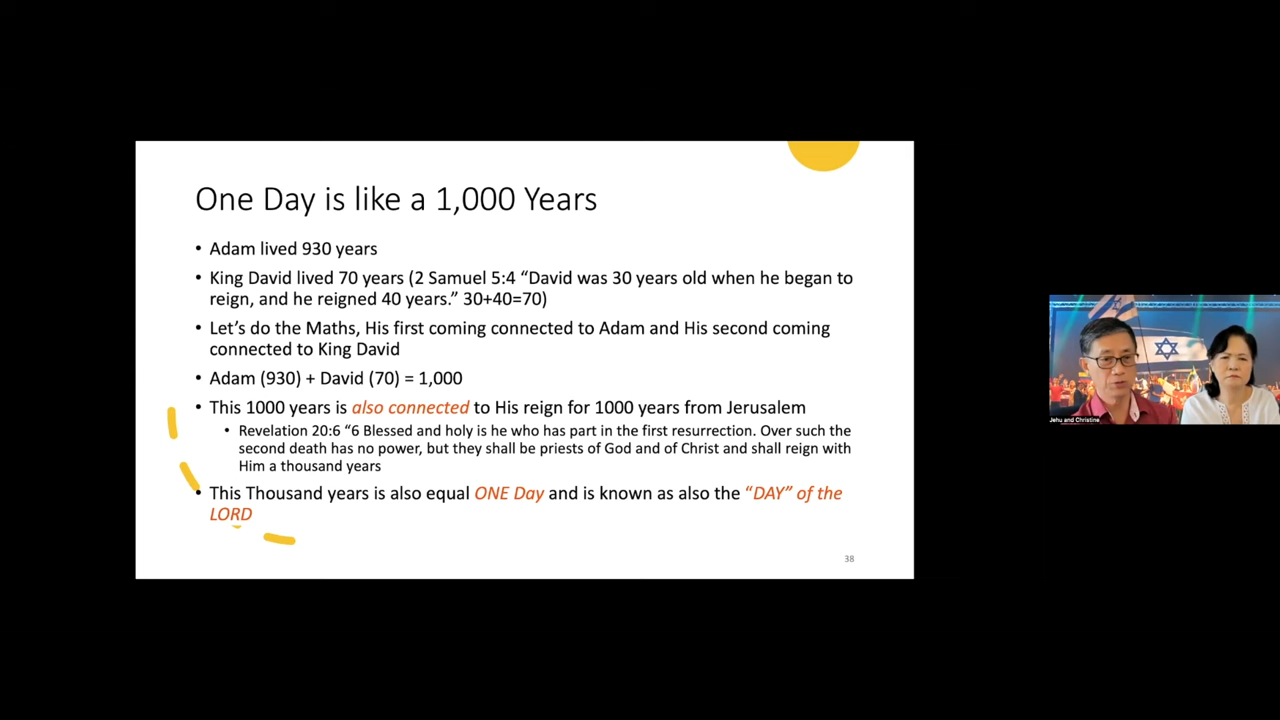 One Day is like a 1,000 Years
• Adam lived 930 years
• King David lived 70 years (2 Samuel 5:4 “David was 30 years old when he began to
reign, and he reigned 40 years.” 30+40=70)
• Let’s do the Maths, His first coming connected to Adam and His second coming
connected to King David
• Adam (930) + David (70) = 1,000
• This 1000 years is also connected to His reign for 1000 years from Jerusalem
• Revelation 20:6 “6 Blessed and holy is he who has part in the first resurrection. Over such the
second death has no power, but they shall be priests of God and of Christ and shall reign with
Him a thousand years
• This Thousand years is also equal ONE Day and is known as also the “DAY” of the
LORD
38
Jehu and Christine